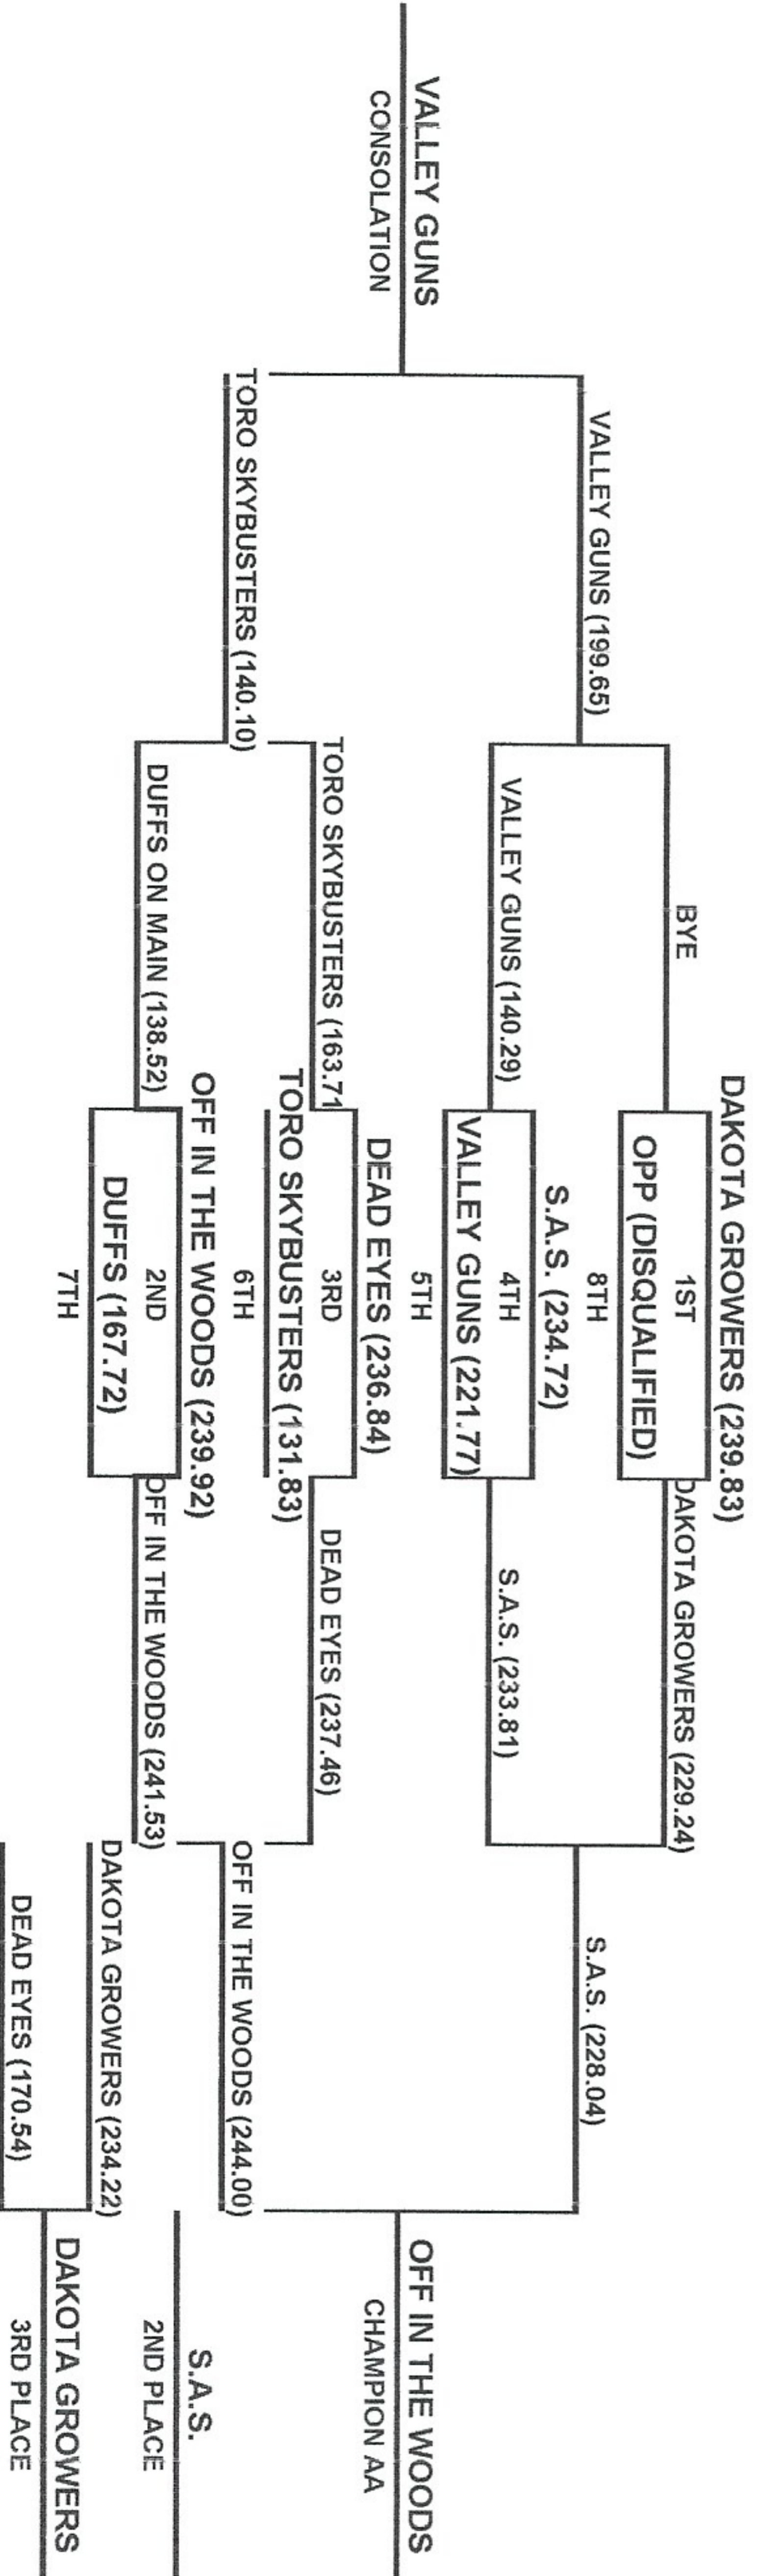 DAKOTA GROWERS (239.83)
BYE
1ST
DAKOTA GROWERS (229.24)
OPP (DISQUALIFIED)
VALLEY GUNS (199.65)
8TH
S.A.S. (228.04)
S.A.S. (234.72)
VALLEY GUNS (140.29)
4TH
S.A.S. (233.81)
VALLEY GUNS (221.77)
VALLEY GUNS
5TH
OFF IN THE WOODS
CONSOLATION
CHAMPION AA
DEAD EYES (236.84)
TORO SKYBUSTERS (163.71
3RD
DEAD EYES (237.46)
TORO SKYBUSTERS (131.83)
TORO SKYBUSTERS (140.10)
6TH
OFF IN THE WOODS (244.00)
OFF IN THE WOODS (239.92)
S.A.S.
DUFFS ON MAIN (138.52)
2ND
OFF IN THE WOODS (241.53)
2ND PLACE
DUFFS (167.72)
DAKOTA GROWERS (234.22)
7TH
DAKOTA GROWERS
DEAD EYES (170.54)
3RD PLACE